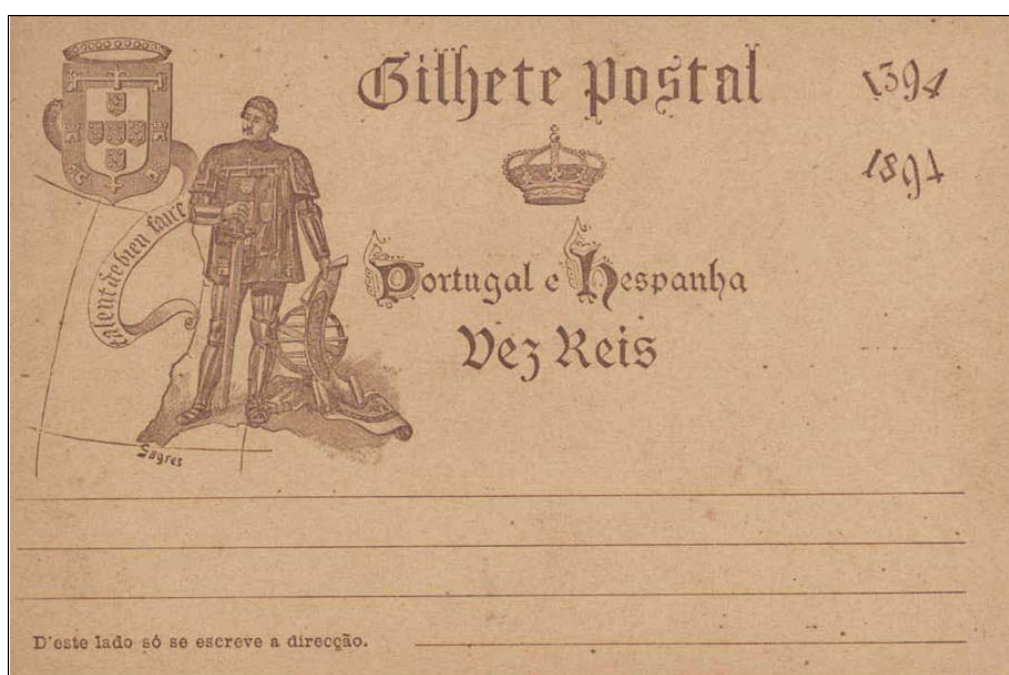 Bilhete Postal
1394
1894
talent de bien faire
Portugal e Hespanha
Dez Reis
Sagres
D'este lado só se escreve a direcção.